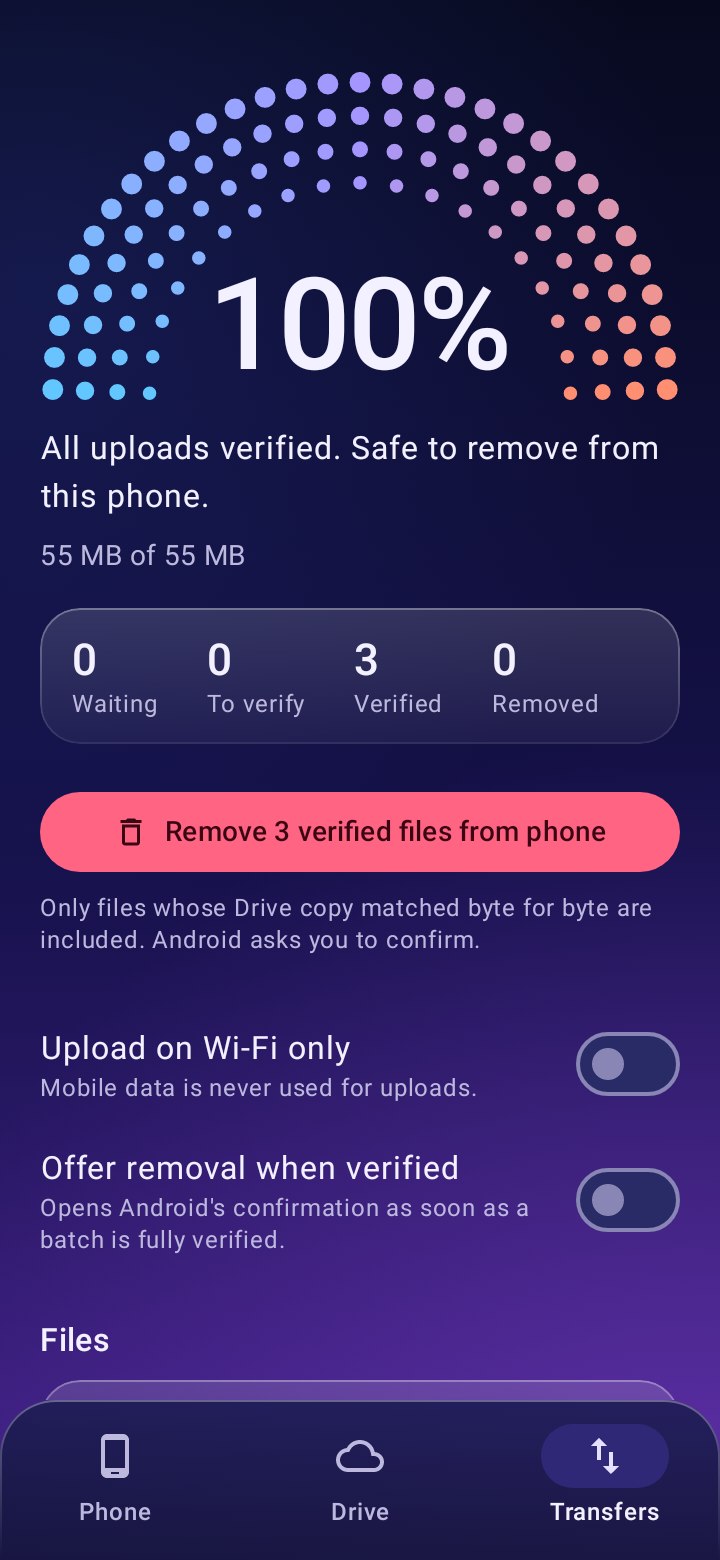 100%
All uploads verified. Safe to remove from
this phone.
55 MB of 55 MB
0 0 3 0
Waiting To verify Verified Removed
Remove 3 verified files from phone
Only files whose Drive copy matched byte for byte are
included. Android asks you to confirm.
Upload on Wi-Fi only
Mobile data is never used for uploads.
Offer removal when verified
Opens Android's confirmation as soon as a
batch is fully verified.
Files
Phone Drive Transfers